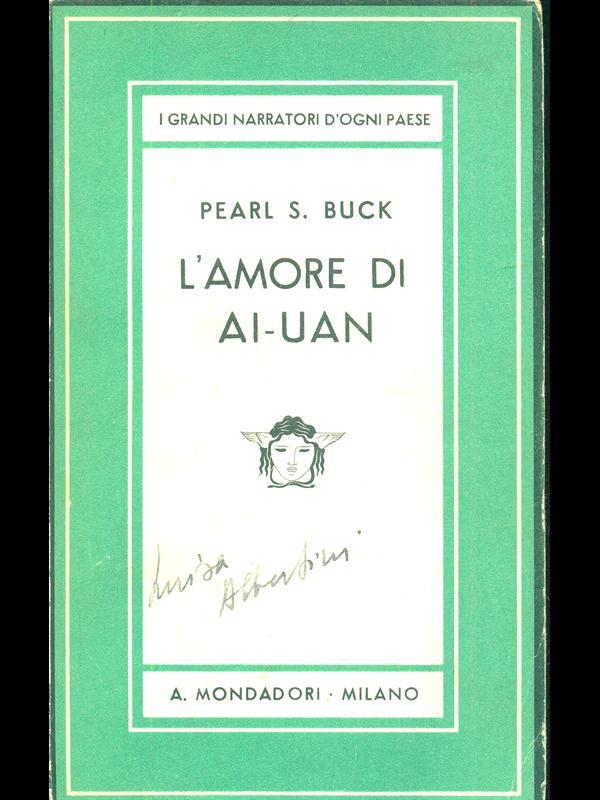 I GRANDI NARRATORI D'OGNI PAESE
PEARL S. BUCK
L'AMORE DI
AI-UAN
Luisa
Albertini
A. MONDADORI · MILANO